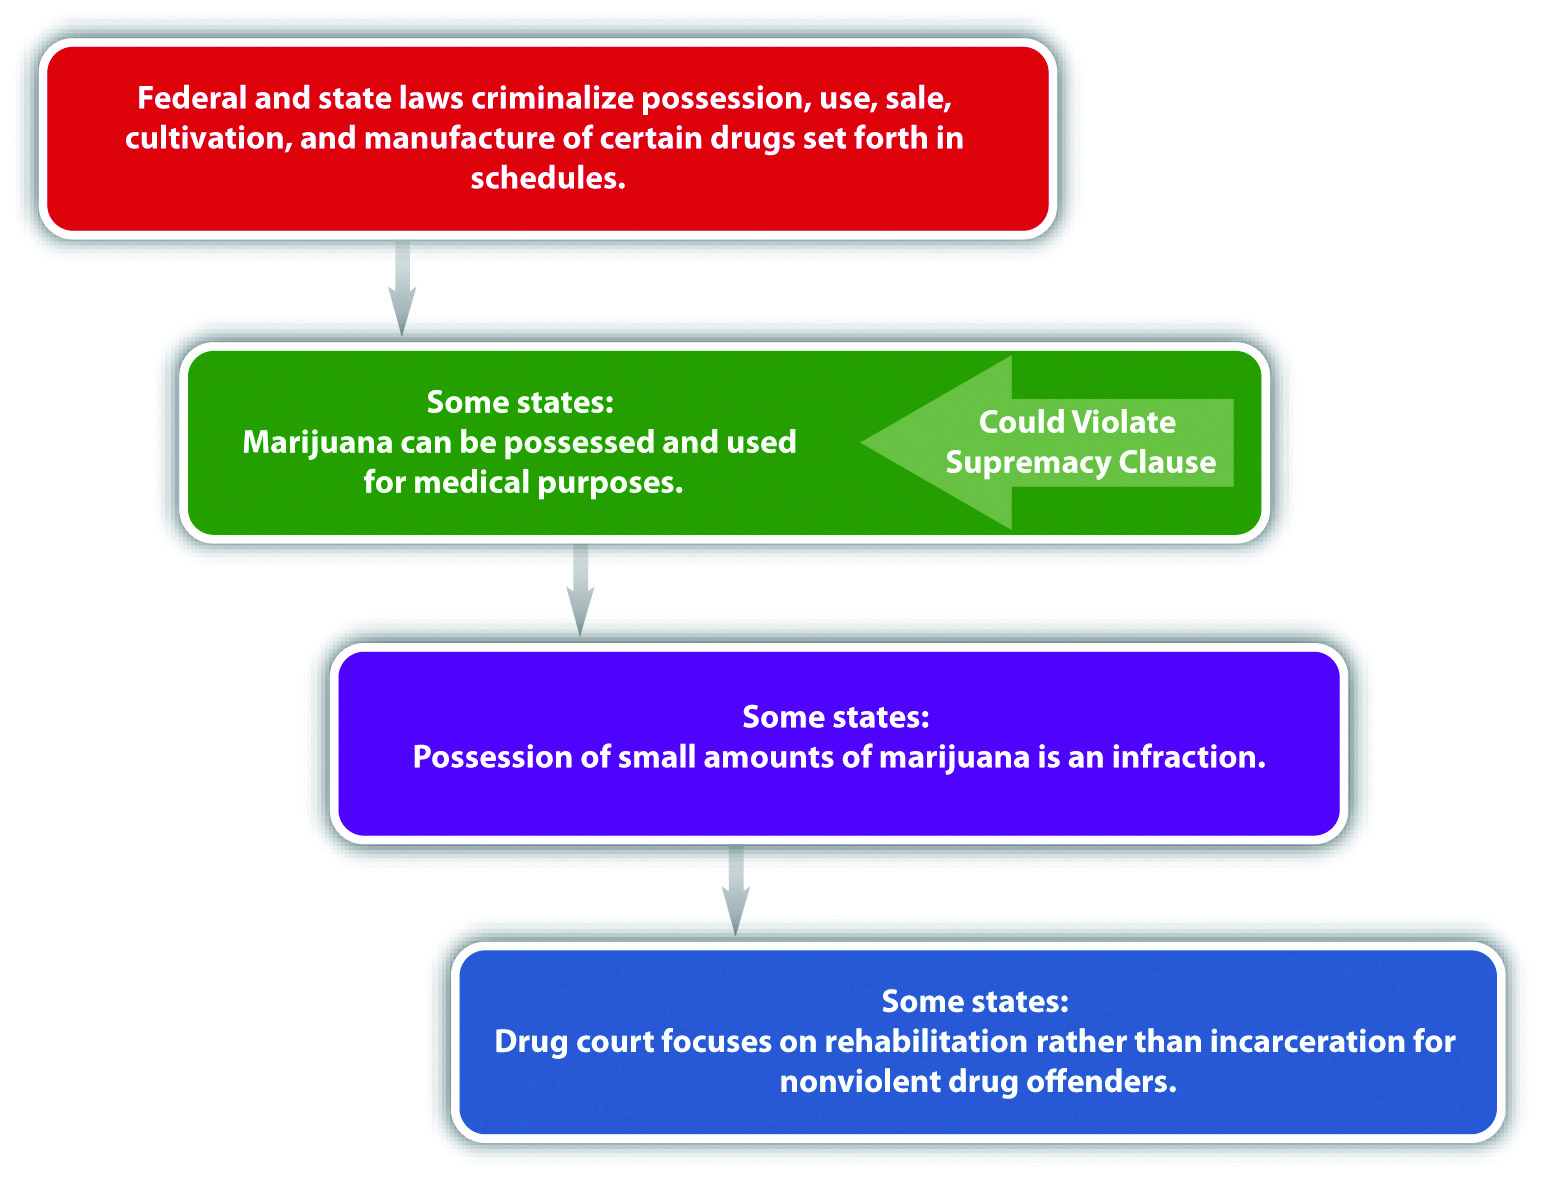 Federal and state laws criminalize possession, use, sale,
cultivation, and manufacture of certain drugs set forth in
schedules.
Some states:
Marijuana can be possessed and used
for medical purposes.
Could Violate
Supremacy Clause
Some states:
Possession of small amounts of marijuana is an infraction.
Some states:
Drug court focuses on rehabilitation rather than incarceration for
nonviolent drug offenders.